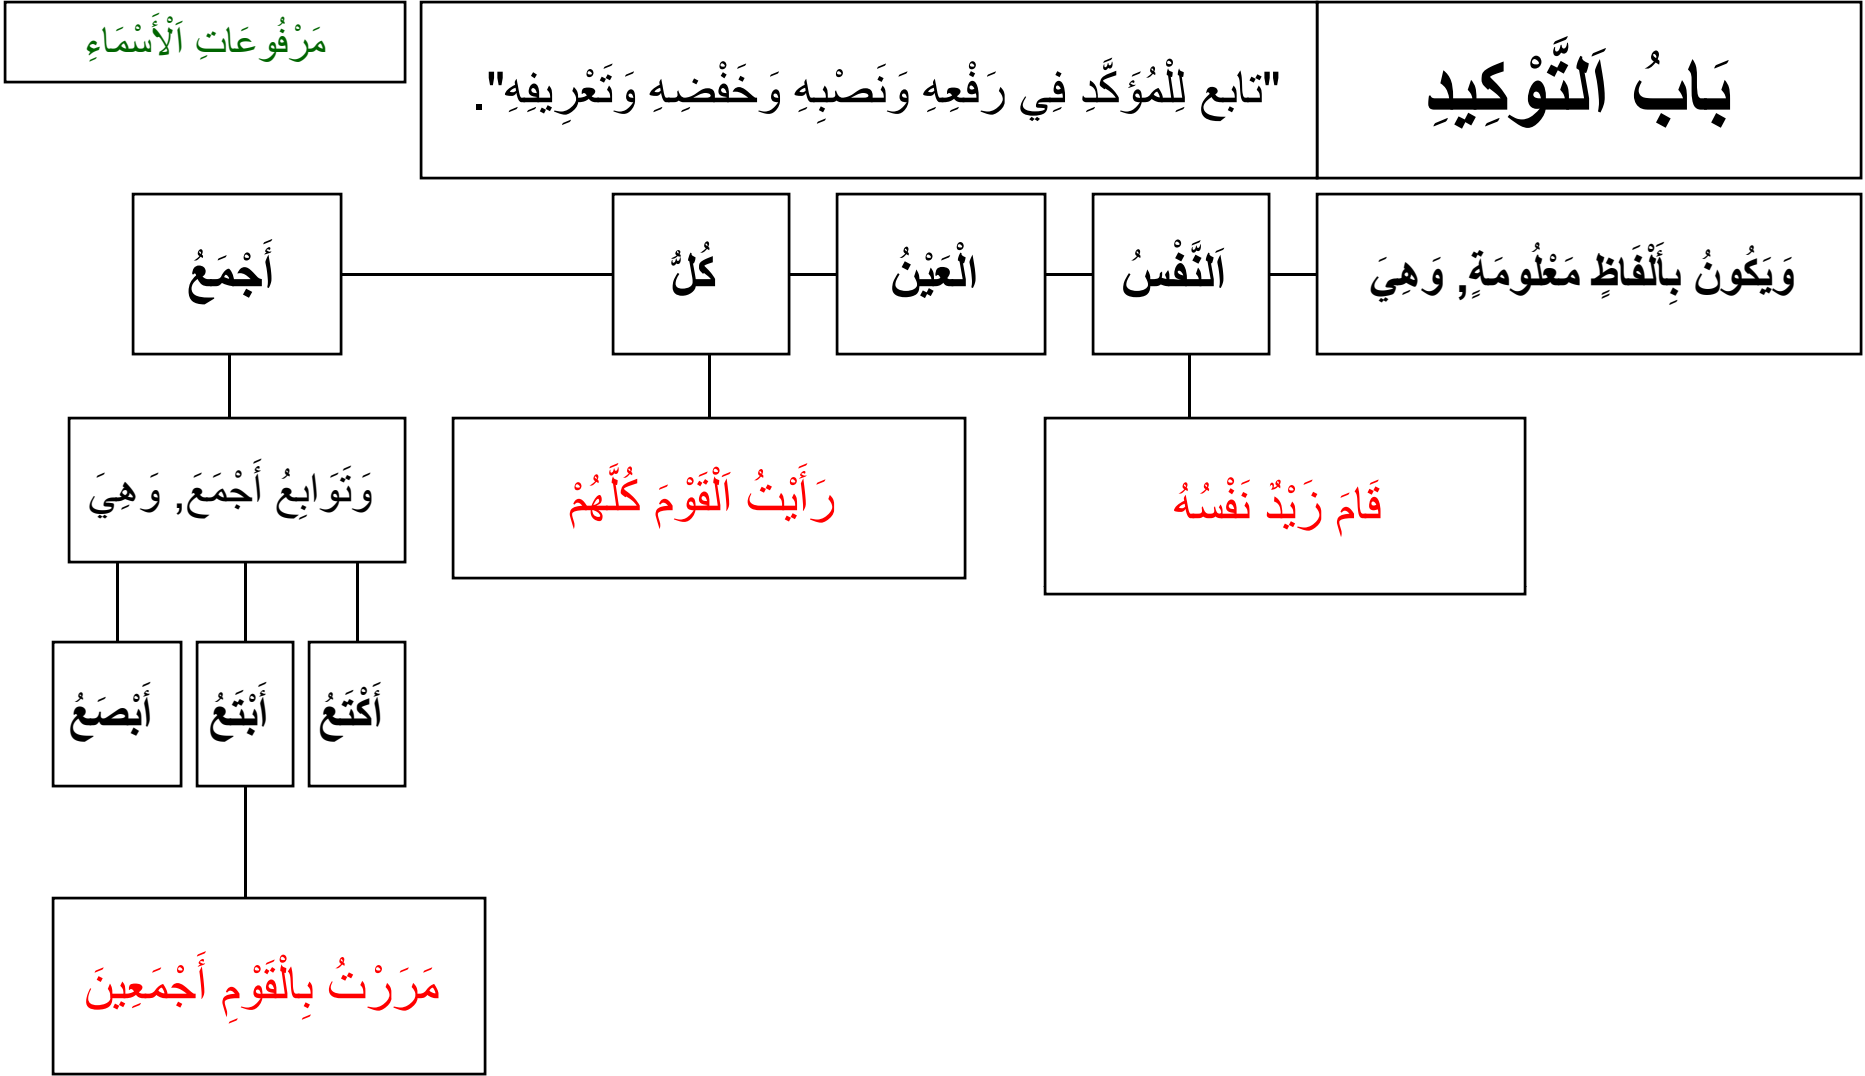 بَابُ اَلتَّوْكِيدِ
"تابع لِلْمُؤَكَّدِ فِي رَفْعِهِ وَنَصْبِهِ وَخَفْضِهِ وَتَعْرِيفِهِ".
مَرْفُوعَاتِ اَلْأَسْمَاءِ
وَيَكُونُ بِأَلْفَاظٍ مَعْلُومَةٍ, وَهِيَ
اَلنَّفْسُ
الْعَيْنُ
كُلُّ
أَجْمَعُ
قَامَ زَيْدٌ نَفْسُهُ
رَأَيْتُ اَلْقَوْمَ كُلَّهُمْ
وَتَوَابِعُ أَجْمَعَ, وَهِيَ
أَكْتَعُ
أَبْتَعُ
أَبْصَعُ
مَرَرْتُ بِالْقَوْمِ أَجْمَعِينَ